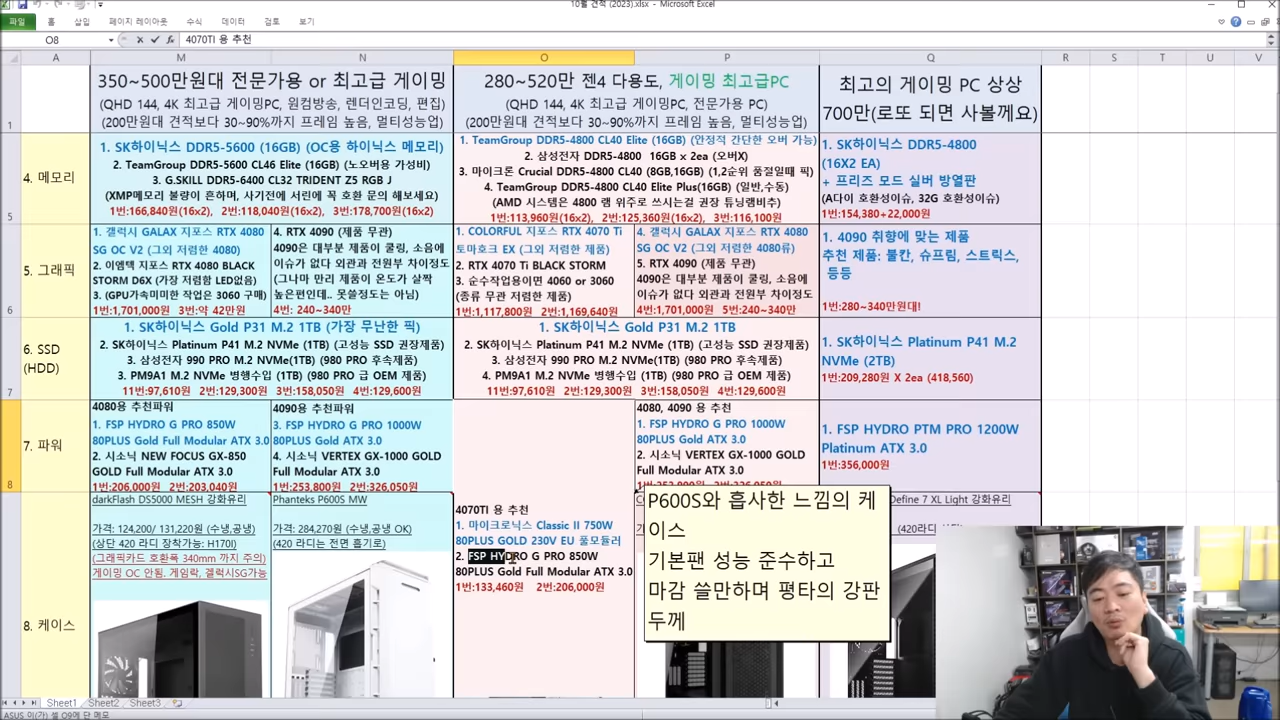 10월 견적 (2023).xlsx - Microsoft Excel
파일 홈 삽입 페이지 레이아웃 수식 데이터 검토 보기
O8
4070TI 용 추천
A M N O P Q R S T U V
1
350~500만원대 전문가용 or 최고급 게이밍
(QHD 144, 4K 최고급 게이밍PC, 원컴방송, 렌더인코딩, 편집)
(200만원대 견적보다 30~90%까지 프레임 높음, 멀티성능업)
280~520만 젠4 다용도, 게이밍 최고급PC
(QHD 144, 4K 최고급 게이밍PC, 전문가용 PC)
(200만원대 견적보다 30~90%까지 프레임 높음, 멀티성능업)
최고의 게이밍 PC 상상
700만(로또 되면 사볼께요)
4. 메모리
5
1. SK하이닉스 DDR5-5600 (16GB) (OC용 하이닉스 메모리)
2. TeamGroup DDR5-5600 CL46 Elite (16GB) (노오버용 가성비)
3. G.SKILL DDR5-6400 CL32 TRIDENT Z5 RGB J
(XMP메모리 불량이 흔하며, 사기전에 서린에 꼭 호환 문의 해보세요)
1번:166,840원(16x2), 2번:118,040원(16x2), 3번:178,700원(16x2)
1. TeamGroup DDR5-4800 CL40 Elite (16GB) (안정적 간단한 오버 가능)
2. 삼성전자 DDR5-4800 16GB x 2ea (오버X)
3. 마이크론 Crucial DDR5-4800 CL40 (8GB,16GB) (1,2순위 품절일때 픽)
4. TeamGroup DDR5-4800 CL40 Elite Plus(16GB) (일반,수동)
(AMD 시스템은 4800 램 위주로 쓰시는걸 권장 튜닝램비추)
1번:113,960원(16x2), 2번:125,360원(16x2), 3번:116,100원
1. SK하이닉스 DDR5-4800
(16X2 EA)
+ 프리즈 모드 실버 방열판
(A다이 호환성이슈, 32G 호환성이슈)
1번:154,380+22,000원
5. 그래픽
6
1. 갤럭시 GALAX 지포스 RTX 4080
SG OC V2 (그외 저렴한 4080)
2. 이엠텍 지포스 RTX 4080 BLACK
STORM D6X (가장 저렴함 LED없음)
3. (GPU가속미미한 작업은 3060 구매)
1번:1,701,000원 3번:약 42만원
4. RTX 4090 (제품 무관)
4090은 대부분 제품이 쿨링, 소음에
이슈가 없다 외관과 전원부 차이정도
(그나마 만리 제품이 온도가 살짝
높은편인데.. 못쓸정도는 아님)
4번: 240~340만
1. COLORFUL 지포스 RTX 4070 Ti
토마호크 EX (그외 저렴한 제품)
2. RTX 4070 Ti BLACK STORM
3. 순수작업용이면 4060 or 3060
(종류 무관 저렴한 제품)
1번:1,117,800원 2번:1,169,640원
4. 갤럭시 GALAX 지포스 RTX 4080
SG OC V2 (그외 저렴한 4080류)
5. RTX 4090 (제품 무관)
4090은 대부분 제품이 쿨링, 소음에
이슈가 없다 외관과 전원부 차이정도
4번:1,701,000원 5번:240~340만
1. 4090 취향에 맞는 제품
추천 제품: 불칸, 슈프림, 스트릭스,
등등
1번:280~340만원대!
6. SSD
(HDD)
7
1. SK하이닉스 Gold P31 M.2 1TB (가장 무난한 픽)
2. SK하이닉스 Platinum P41 M.2 NVMe (1TB) (고성능 SSD 권장제품)
3. 삼성전자 990 PRO M.2 NVMe(1TB) (980 PRO 후속제품)
3. PM9A1 M.2 NVMe 병행수입 (1TB) (980 PRO 급 OEM 제품)
11번:97,610원 2번:129,300원 3번:158,050원 4번:129,600원
1. SK하이닉스 Gold P31 M.2 1TB
2. SK하이닉스 Platinum P41 M.2 NVMe (1TB) (고성능 SSD 권장제품)
3. 삼성전자 990 PRO M.2 NVMe(1TB) (980 PRO 후속제품)
4. PM9A1 M.2 NVMe 병행수입 (1TB) (980 PRO 급 OEM 제품)
11번:97,610원 2번:129,300원 3번:158,050원 4번:129,600원
1. SK하이닉스 Platinum P41 M.2
NVMe (2TB)
1번:209,280원 X 2ea (418,560)
7. 파워
8
4080용 추천파워
1. FSP HYDRO G PRO 850W
80PLUS Gold Full Modular ATX 3.0
2. 시소닉 NEW FOCUS GX-850
GOLD Full Modular ATX 3.0
1번:206,000원 2번:203,040원
4090용 추천파워
3. FSP HYDRO G PRO 1000W
80PLUS Gold Full Modular ATX 3.0
4. 시소닉 VERTEX GX-1000 GOLD
Full Modular ATX 3.0
1번:253,800원 2번:326,050원
4080, 4090 용 추천
1. FSP HYDRO G PRO 1000W
80PLUS Gold Full Modular ATX 3.0
2. 시소닉 VERTEX GX-1000 GOLD
Full Modular ATX 3.0
1. FSP HYDRO PTM PRO 1200W
Platinum ATX 3.0
1번:356,000원
8. 케이스
darkFlash DS5000 MESH 강화유리
가격: 124,200/ 131,220원 (수냉,공냉)
(상단 420 라디 장착가능: H170I)
(그래픽카드 호환폭 340mm 까지 주의)
게이밍 OC 안됨. 게임락, 겔럭시SG가능
Phanteks P600S MW
가격: 284,270원 (수냉,공냉 OK)
(420 라디는 전면 흡기로)
4070TI 용 추천
1. 마이크로닉스 Classic II 750W
80PLUS GOLD 230V EU 풀모듈러
2. FSP HYDRO G PRO 850W
80PLUS Gold Full Modular ATX 3.0
1번:133,460원 2번:206,000원
P600S와 흡사한 느낌의 케
이스
기본팬 성능 준수하고
마감 쓸만하며 평타의 강판
두께
Define 7 XL Light 강화유리
(420라디
Sheet1 Sheet2 Sheet3
ASUS 이(가) 셀 O9에 단 메모